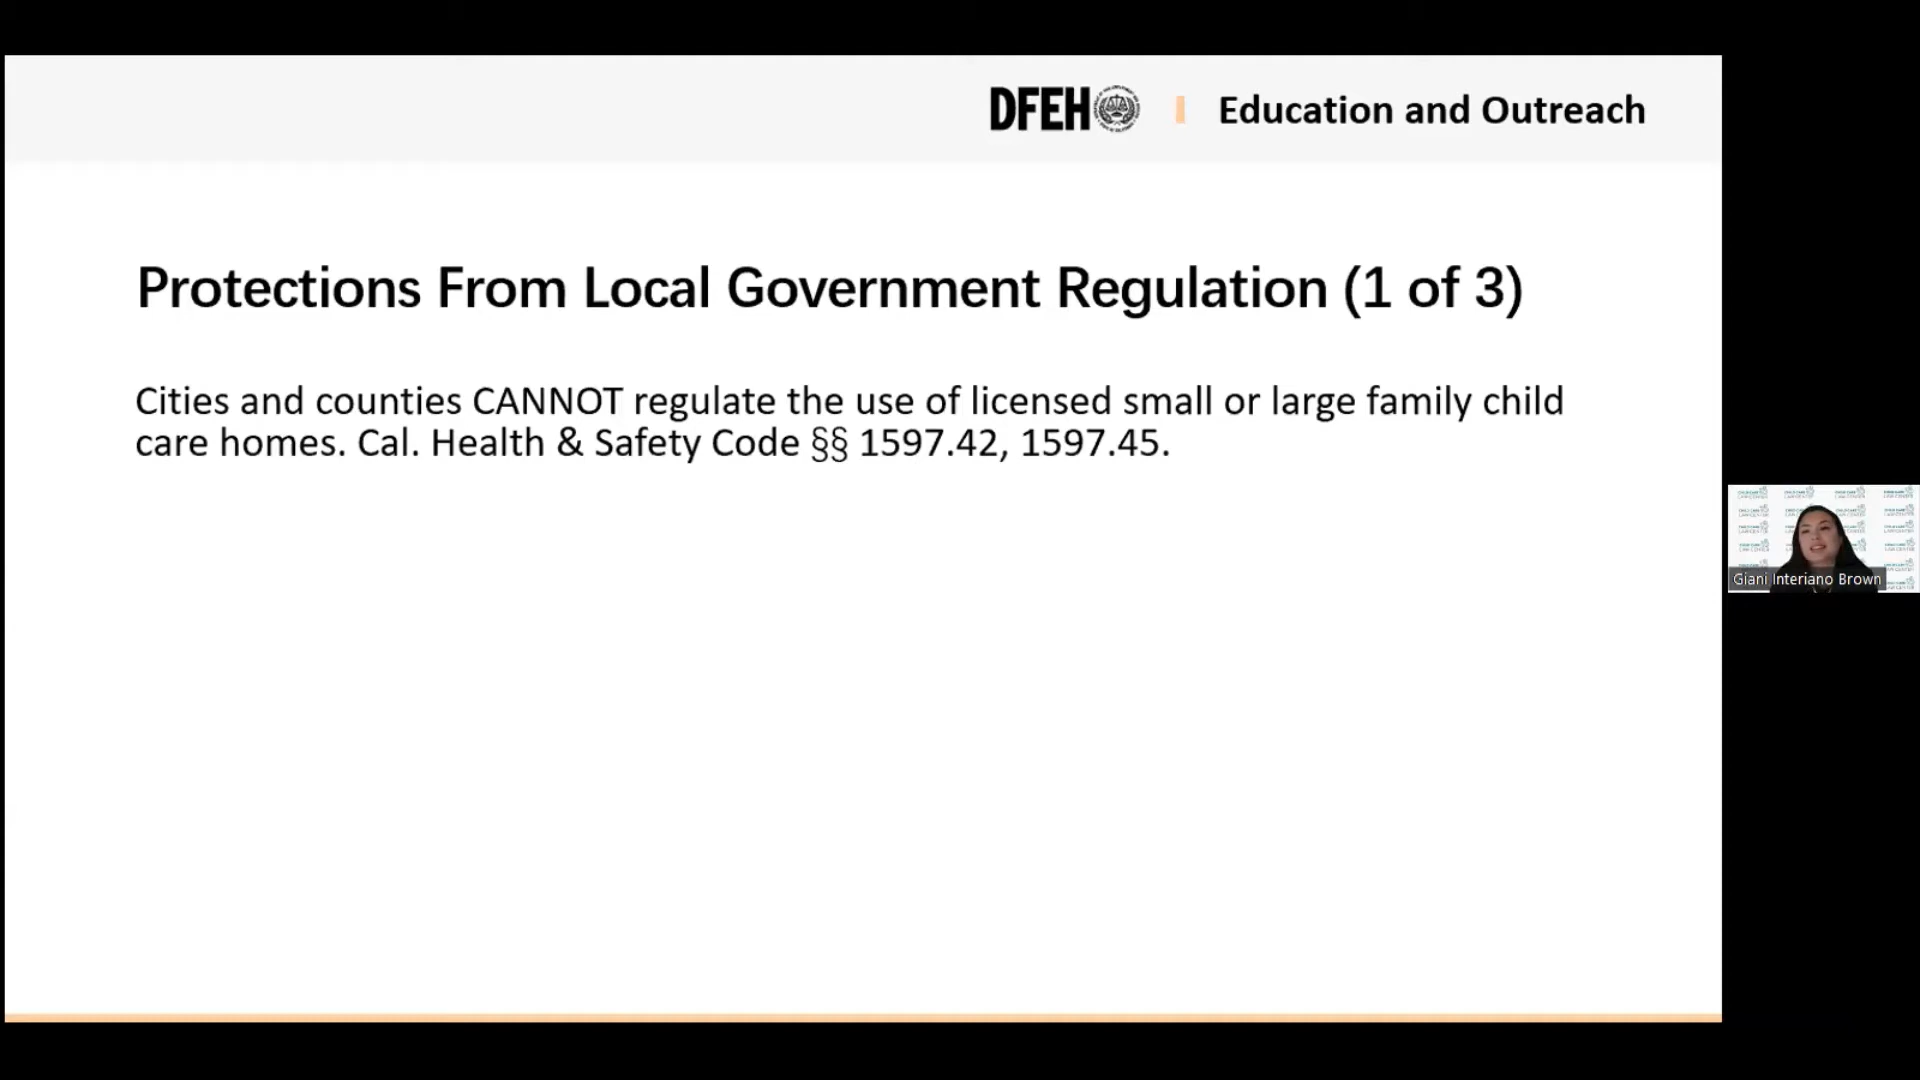 DFEH
Education and Outreach
Protections From Local Government Regulation (1 of 3)
Cities and counties CANNOT regulate the use of licensed small or large family child
care homes. Cal. Health & Safety Code §§ 1597.42, 1597.45.
Giani Interiano Brown